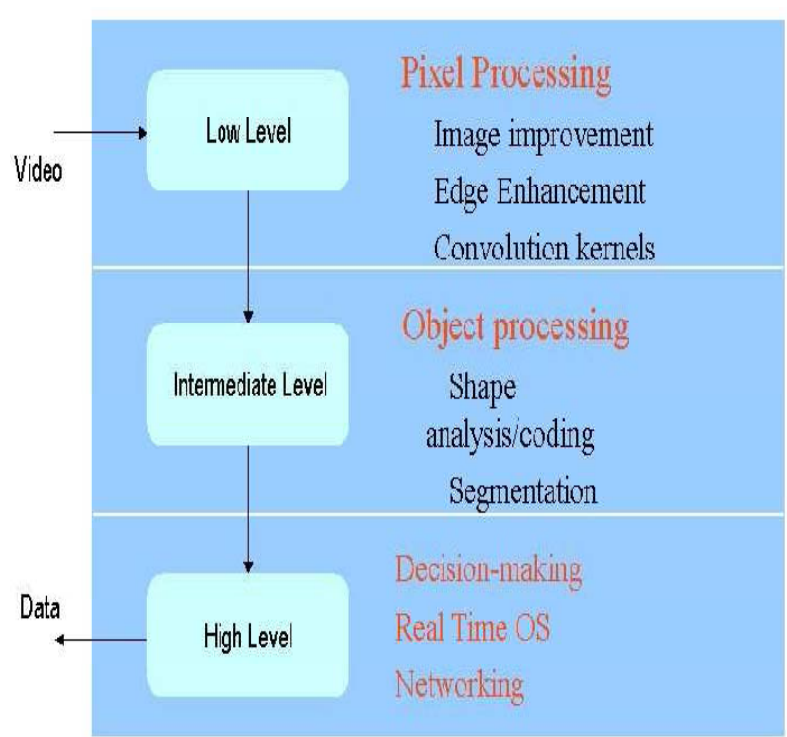 Pixel Processing
Low Level
Image improvement
Video
Edge Enhancement
Convolution kernels
Object processing
Intermediate Level
Shape
analysis/coding
Segmentation
Decision-making
Data
High Level
Real Time OS
Networking